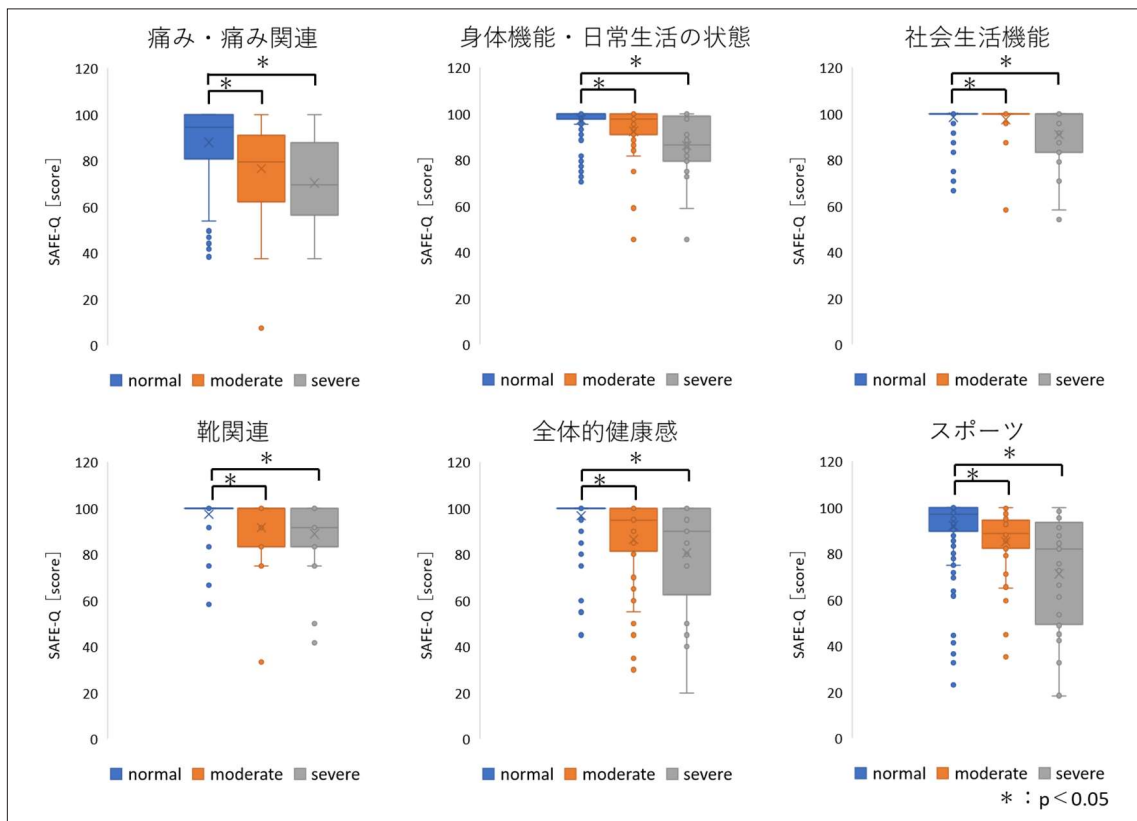 痛み・痛み関連
120
100
80
60
40
20
0
SAFE-Q［score］
＊
＊
normal moderate severe
身体機能・日常生活の状態
120
100
80
60
40
20
0
SAFE-Q［score］
＊
＊
normal moderate severe
社会生活機能
120
100
80
60
40
20
0
SAFE-Q［score］
＊
＊
normal moderate severe
靴関連
120
100
80
60
40
20
0
SAFE-Q［score］
＊
＊
normal moderate severe
全体的健康感
120
100
80
60
40
20
0
SAFE-Q［score］
＊
＊
normal moderate severe
スポーツ
120
100
80
60
40
20
0
SAFE-Q［score］
＊
＊
normal moderate severe
＊：p＜0.05